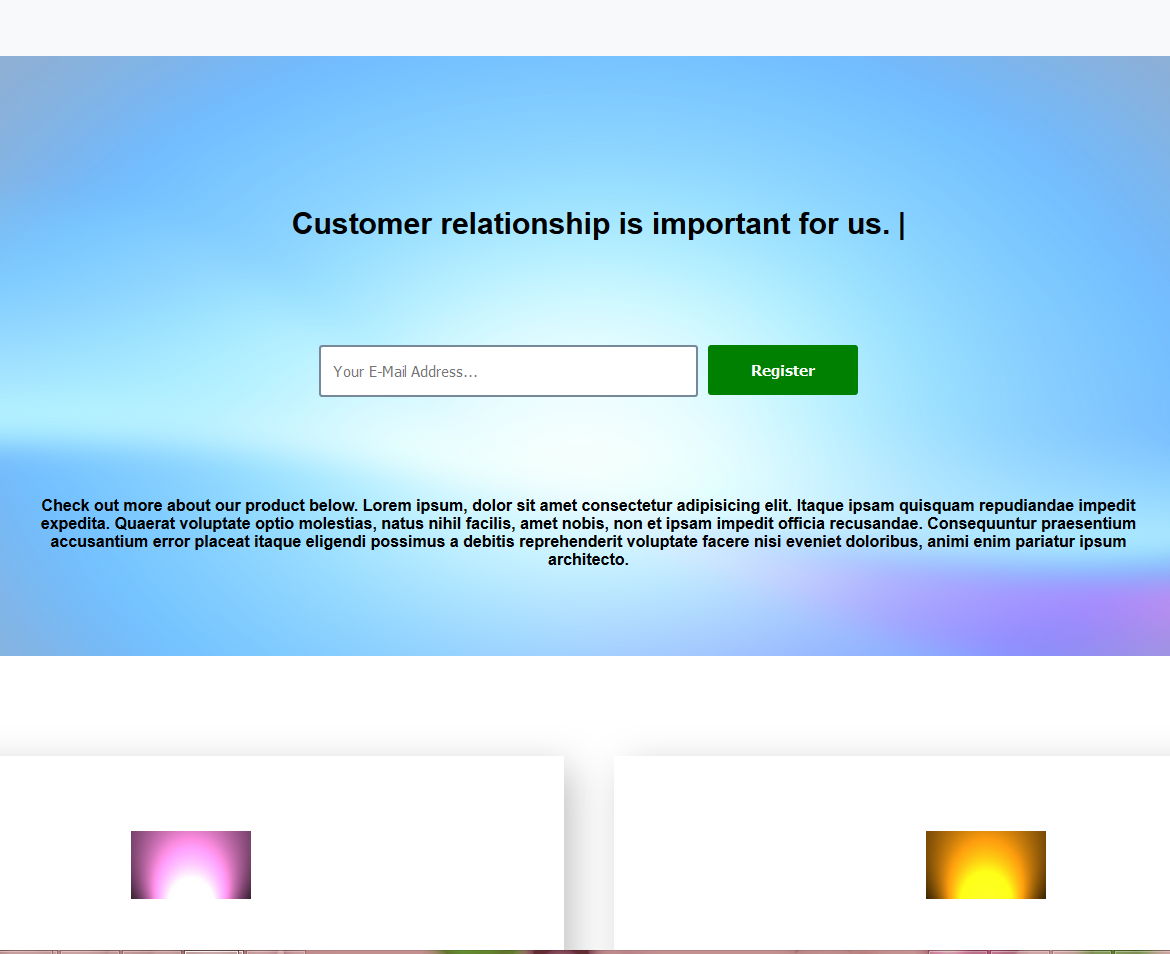 Customer relationship is important for us. |
Your E-Mail Address...
Register
Check out more about our product below. Lorem ipsum, dolor sit amet consectetur adipisicing elit. Itaque ipsam quisquam repudiandae impedit
expedita. Quaerat voluptate optio molestias, natus nihil facilis, amet nobis, non et ipsam impedit officia recusandae. Consequuntur praesentium
accusantium error placeat itaque eligendi possimus a debitis reprehenderit voluptate facere nisi eveniet doloribus, animi enim pariatur ipsum
architecto.